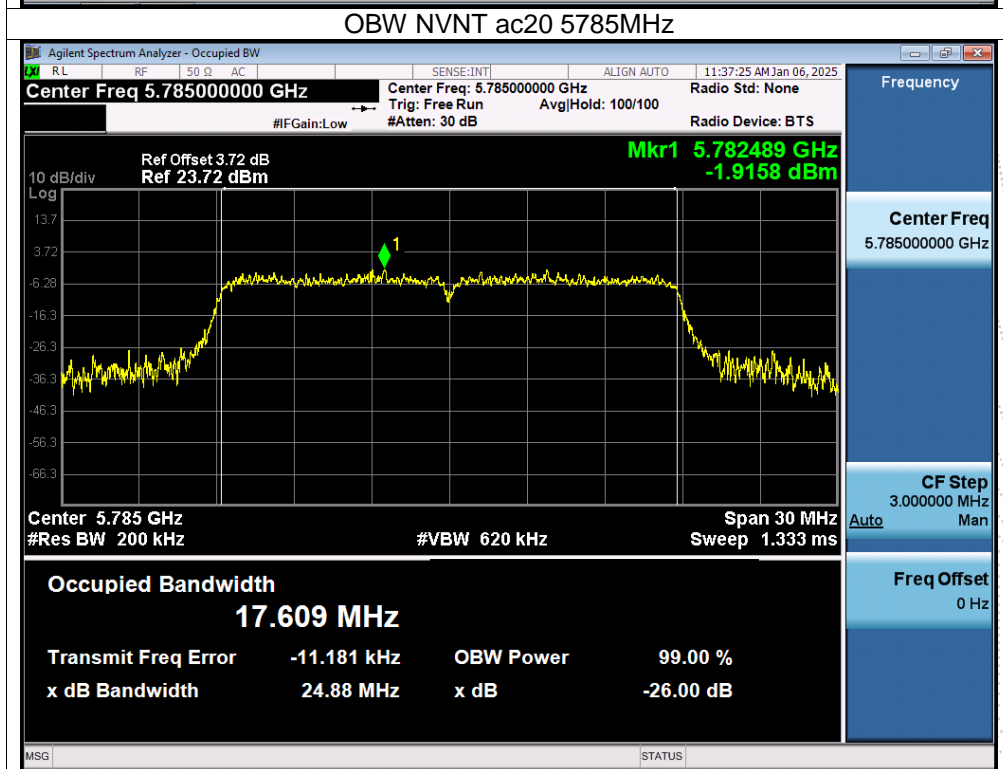 OBW NVNT ac20 5785MHz
Agilent Spectrum Analyzer - Occupied BW
LXI RL RF 50 Ω AC SENSE:INT ALIGN AUTO 11:37:25 AM Jan 06, 2025
Center Freq 5.785000000 GHz
Center Freq: 5.785000000 GHz
Radio Std: None
Trig: Free Run Avg|Hold: 100/100
#IFGain:Low
#Atten: 30 dB
Radio Device: BTS
Frequency
Mkr1 5.782489 GHz
-1.9158 dBm
Ref Offset 3.72 dB
10 dB/div Ref 23.72 dBm
Log
13.7
3.72
-6.28
-16.3
-26.3
-36.3
-46.3
-56.3
-66.3
1
Center 5.785 GHz
Span 30 MHz
#Res BW 200 kHz
#VBW 620 kHz
Sweep 1.333 ms
Center Freq
5.785000000 GHz
CF Step
3.000000 MHz
Auto Man
Freq Offset
0 Hz
Occupied Bandwidth
17.609 MHz
Transmit Freq Error -11.181 kHz OBW Power 99.00 %
x dB Bandwidth 24.88 MHz x dB -26.00 dB
MSG
STATUS